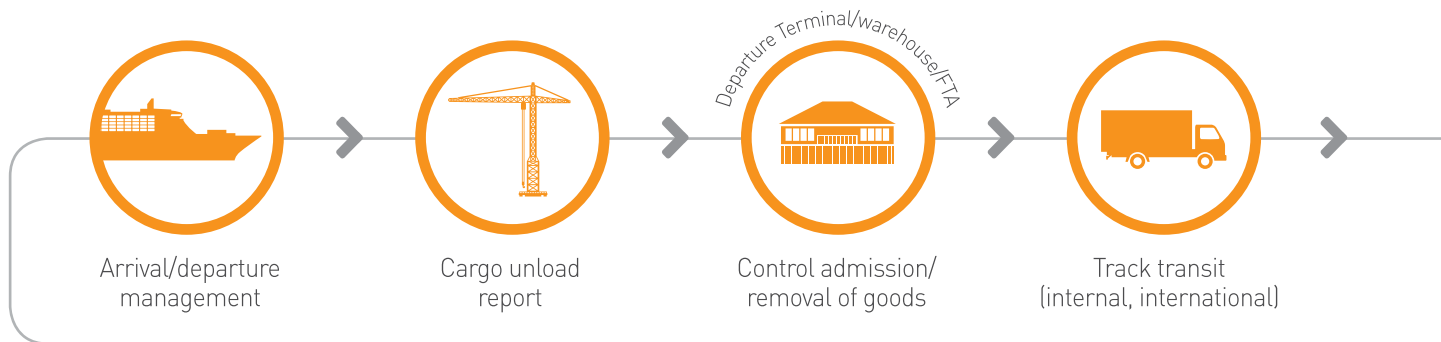 Departure Terminal/warehouse/FTA
Arrival/departure
management
Cargo unload
report
Control admission/
removal of goods
Track transit
(internal, international)